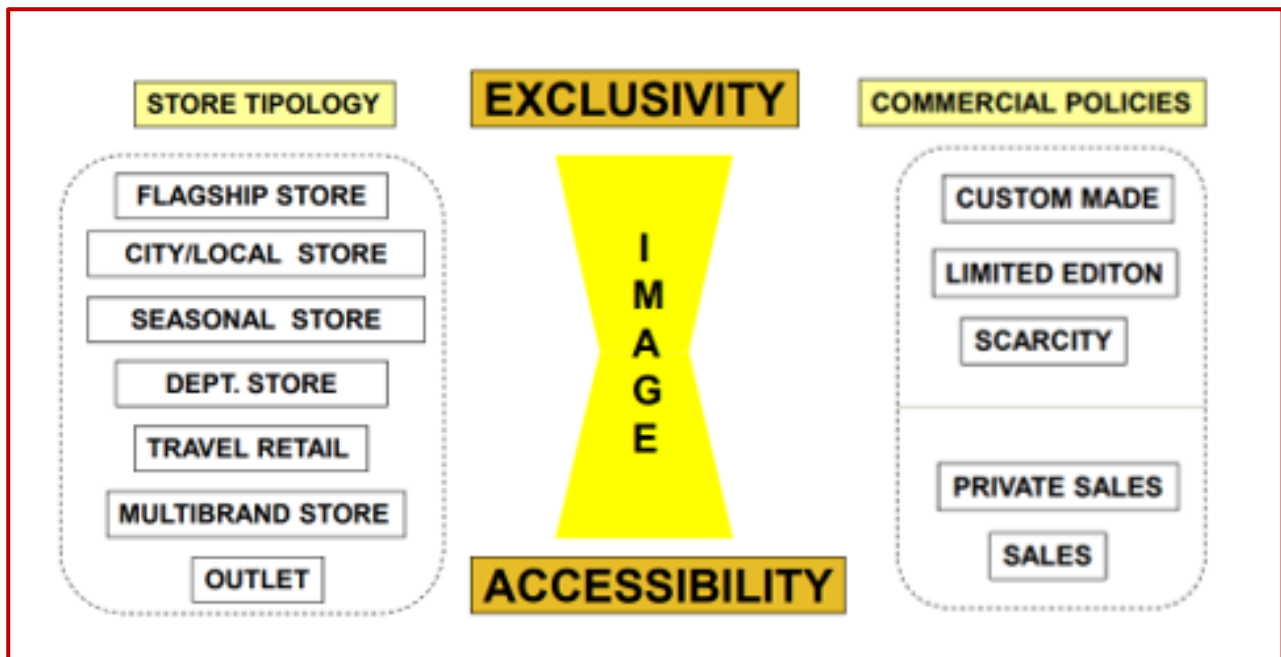 STORE TIPOLOGY
FLAGSHIP STORE
CITY/LOCAL STORE
SEASONAL STORE
DEPT. STORE
TRAVEL RETAIL
MULTIBRAND STORE
OUTLET
EXCLUSIVITY
I
M
A
G
E
ACCESSIBILITY
COMMERCIAL POLICIES
CUSTOM MADE
LIMITED EDITON
SCARCITY
PRIVATE SALES
SALES